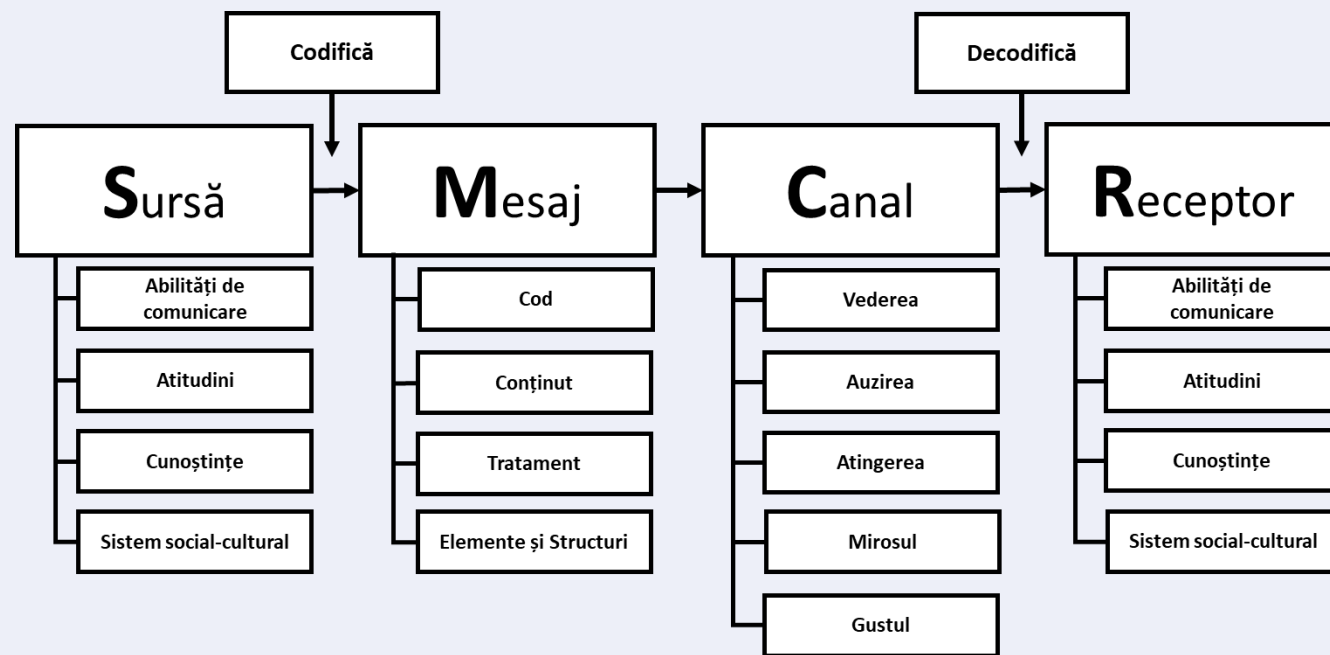 Codifică
Decodifică
Sursă
Mesaj
Canal
Receptor
Abilități de
comunicare
Atitudini
Cunoștințe
Sistem social-cultural
Cod
Conținut
Tratament
Elemente și Structuri
Vederea
Auzirea
Atingerea
Mirosul
Gustul
Abilități de
comunicare
Atitudini
Cunoștințe
Sistem social-cultural